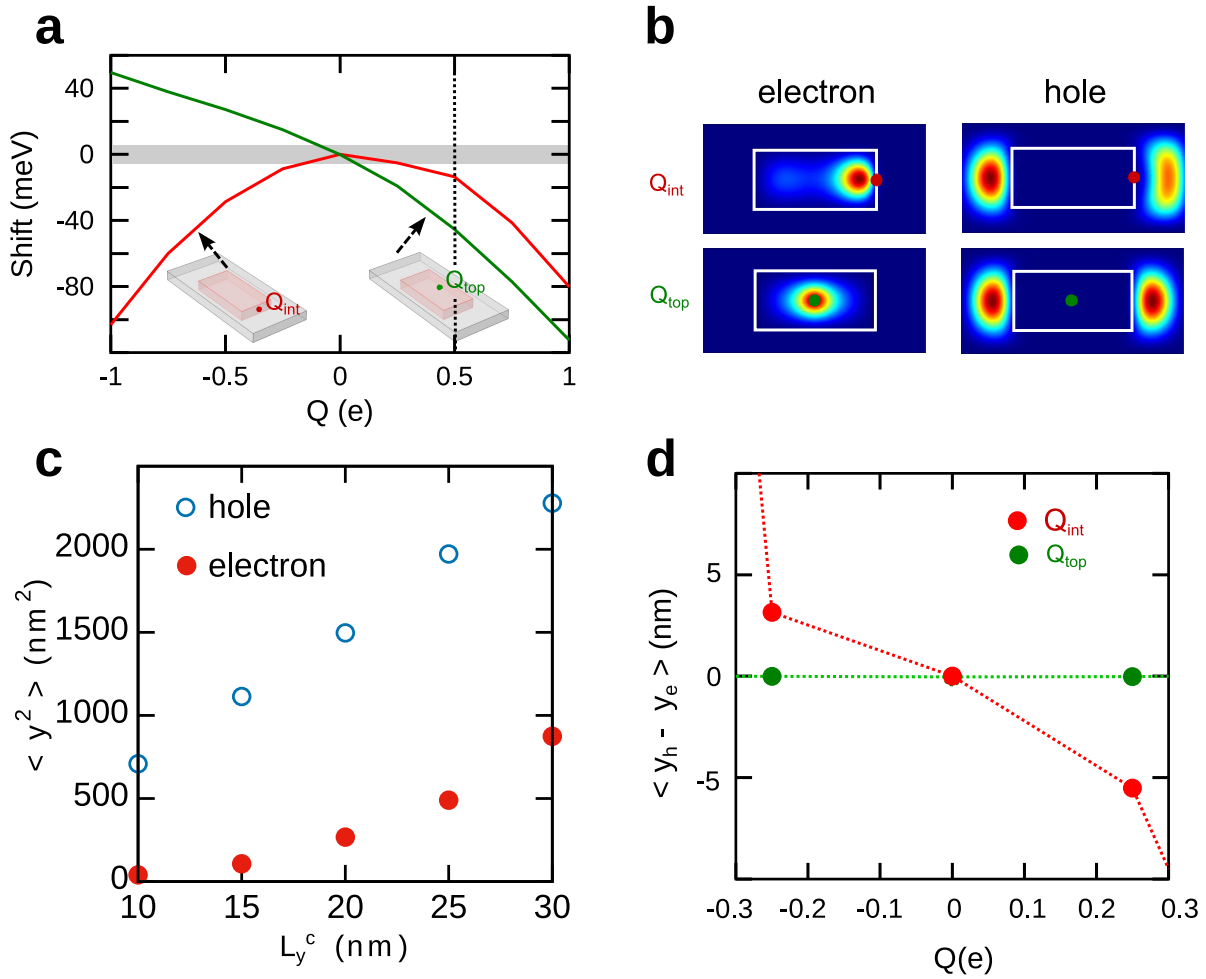 a
Shift (meV)
40
0
-40
-80
Q_int
Q_top
-1
-0.5
0
0.5
1
Q (e)
b
electron
hole
Q_int
Q_top
c
< y^2 > (nm^2)
2000
1500
1000
500
0
hole
electron
10
15
20
25
30
L_y^c (nm)
d
< y_h - y_e > (nm)
5
0
-5
Q_int
Q_top
-0.3
-0.2
-0.1
0
0.1
0.2
0.3
Q(e)